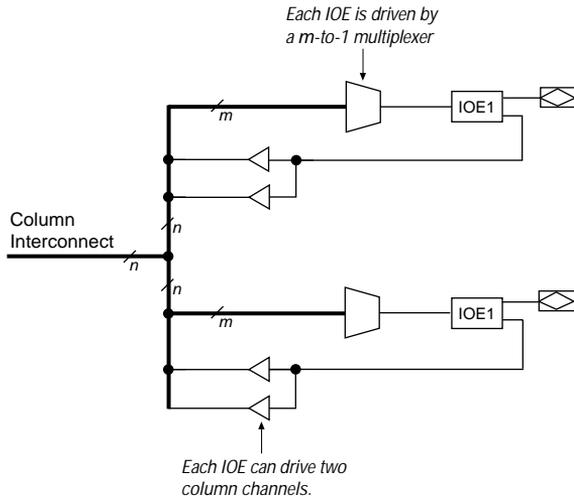 Each IOE is driven by
a m-to-1 multiplexer
m
IOE1
n
Column
Interconnect
n
n
m
IOE1
Each IOE can drive two
column channels.